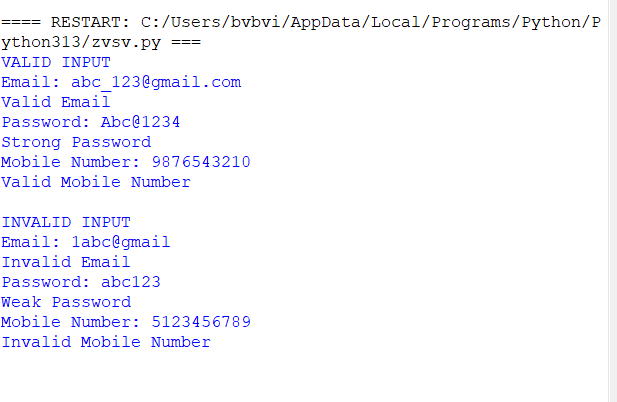 ==== RESTART: C:/Users/bvbvi/AppData/Local/Programs/Python/P
ython313/zvsv.py ===
VALID INPUT
Email: abc_123@gmail.com
Valid Email
Password: Abc@1234
Strong Password
Mobile Number: 9876543210
Valid Mobile Number

INVALID INPUT
Email: 1abc@gmail
Invalid Email
Password: abc123
Weak Password
Mobile Number: 5123456789
Invalid Mobile Number